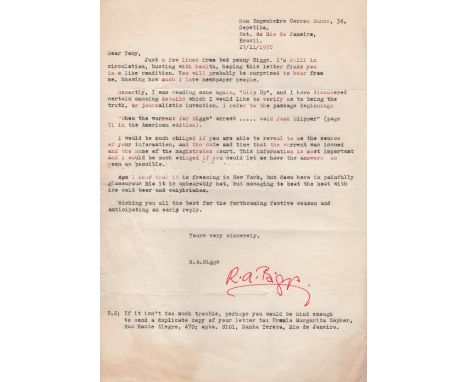 Rua Engenheiro Correa Busso, 34,
Sepetiba,
Est. de Rio de Janeiro,
Brasil.
27/11/1978
Dear Tony,
Just a few lines from bad penny Biggs. I'm still in
circulation, busting with health, hoping this letter finds you
in a like condition. You will probably be surprised to hear from
me, knowing how much I love newspaper people.
Recently, I was reading once again, "Slip Up", and I have discovered
certain amusing details which I would like to verify as to being the
truth, my journalistic invention. I refer to the passage beginning:
"When the warrant for Biggs' arrest ..... said Jock Slipper" (page
71 in the American edition).
I would be much obliged if you are able to reveal to me the source
of your information, and the date and time that the warrant was issued
and the name of the magistrates court. This information is most important
and I would be much obliged if you could let me have the answers as
soon as possible.
I hear that it is freezing in New York, but down here in painfully
glamourous Rio it is unbearably hot, but managing to beat the heat with
ice cold beer and caipirinhas.
Wishing you all the best for the forthcoming festive season and
anticipating an early reply.
Yours very sincerely,
R.A.Biggs
R.A.Biggs
P.S; If it isn't too much trouble, perhaps you would be kind enough
to send a duplicate copy of your letter to: Ursula Margarita
Rua Monte Alegre, 470; apto. S101, Santa Teresa, Rio de Janeiro.